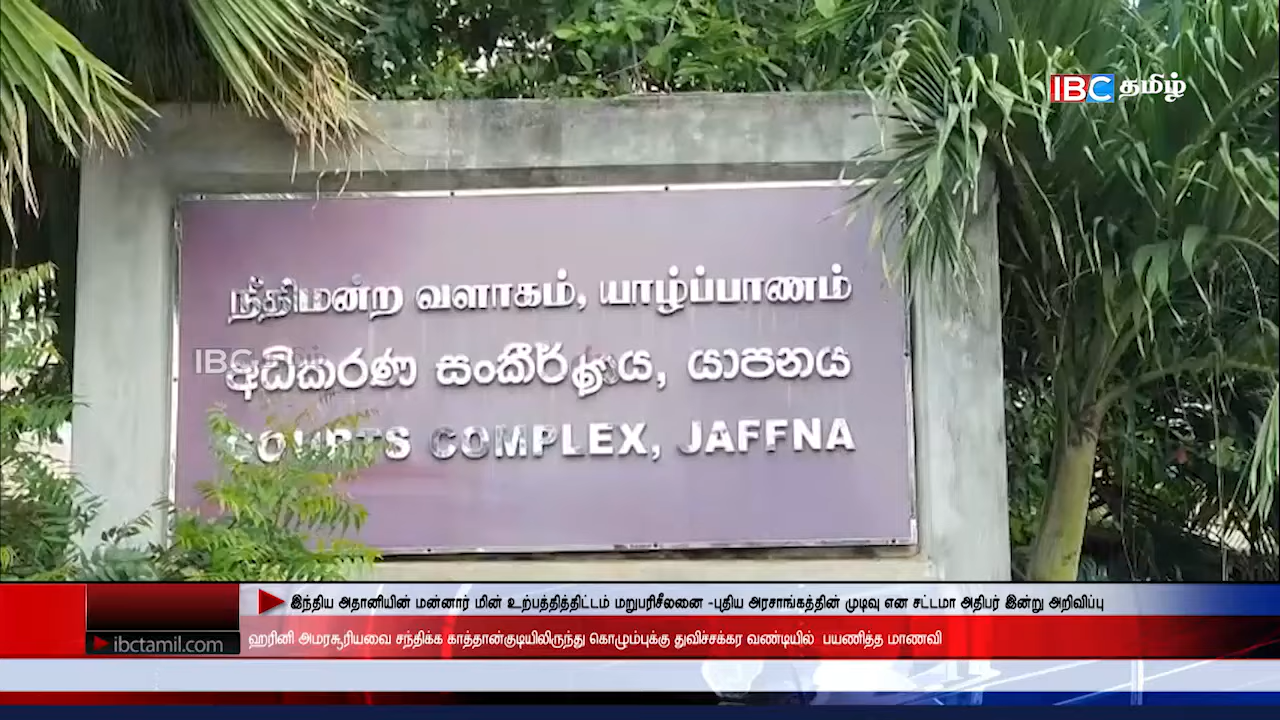 IBC தமிழ்
நீதிமன்ற வளாகம், யாழ்ப்பாணம்
IBC தமிழ்
අධිකරණ සංකීර්ණය, යාපනය
COURTS COMPLEX, JAFFNA
இந்திய அதானியின் மன்னார் மின் உற்பத்தித்திட்டம் மறுபரிசீலனை -புதிய அரசாங்கத்தின் முடிவு என சட்டமா அதிபர் இன்று அறிவிப்பு
ஹரினி அமரசூரியவை சந்திக்க காத்தான்குடியிலிருந்து கொழும்புக்கு துவிச்சக்கர வண்டியில் பயணித்த மாணவி
ibctamil.com